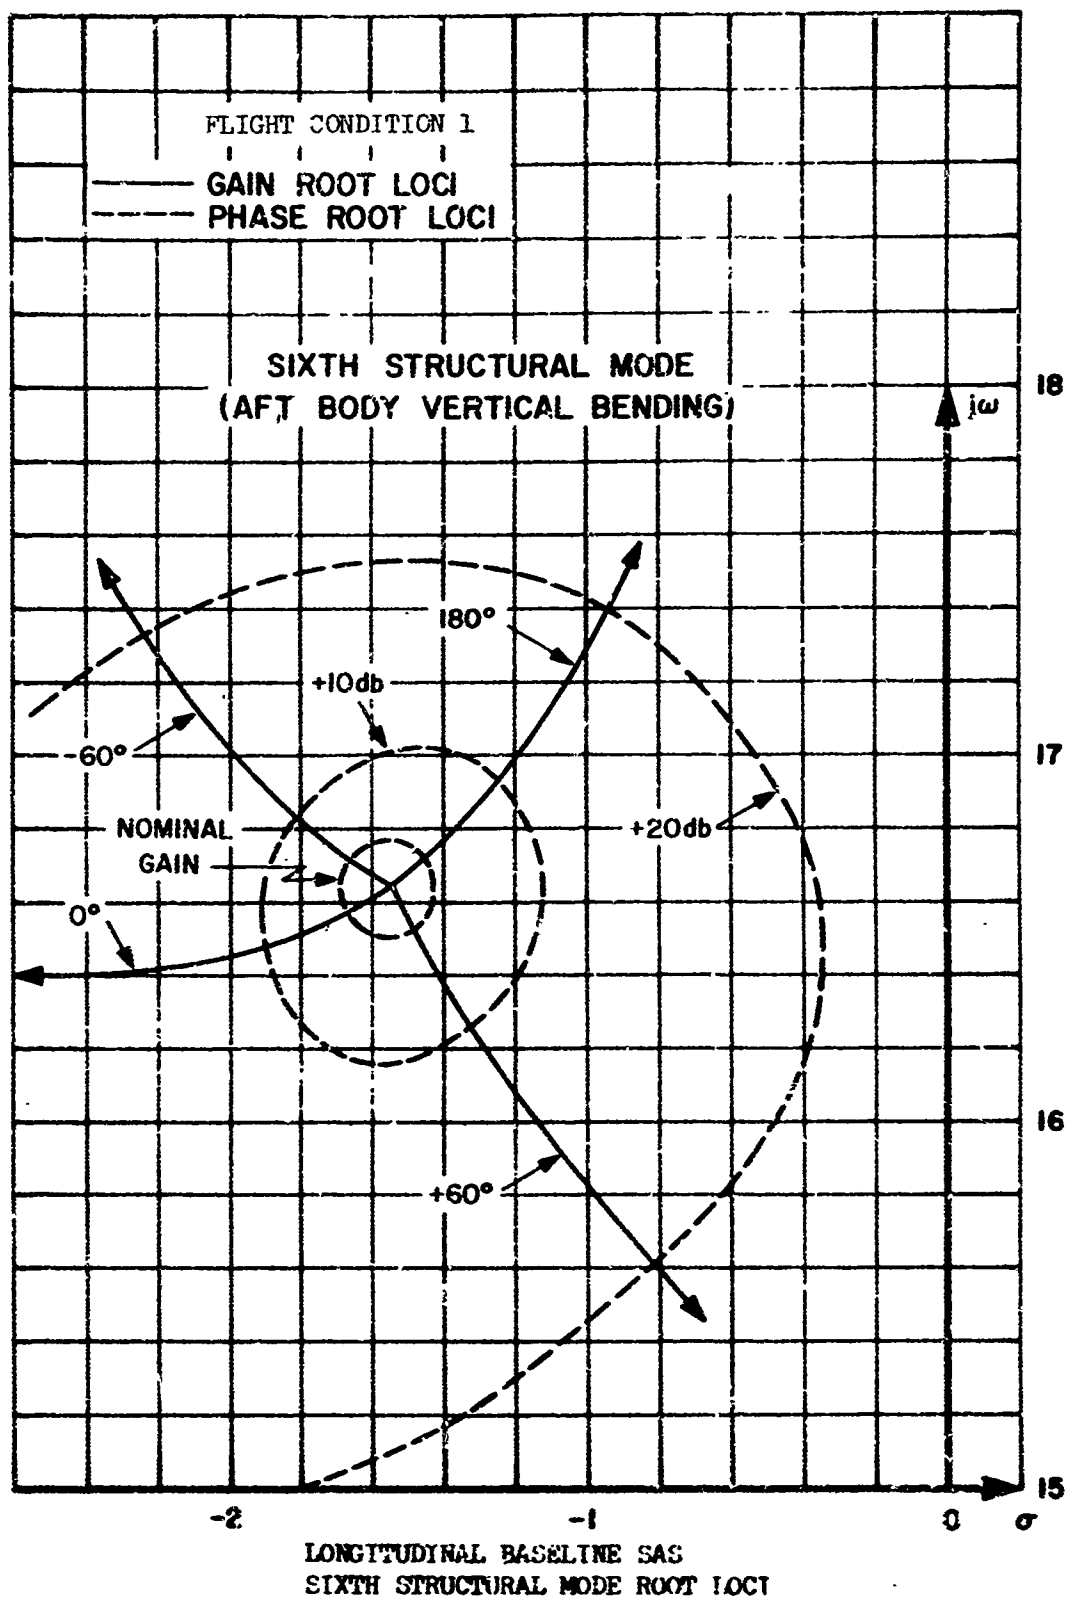 FLIGHT CONDITION 1
GAIN ROOT LOCI
PHASE ROOT LOCI
SIXTH STRUCTURAL MODE
(AFT BODY VERTICAL BENDING)
18
jω
180°
+10db
-60°
17
NOMINAL
GAIN
+20db
0°
16
+60°
15
-2
-1
0
σ
LONGITUDINAL BASELINE SAS
SIXTH STRUCTURAL MODE ROOT LOCI